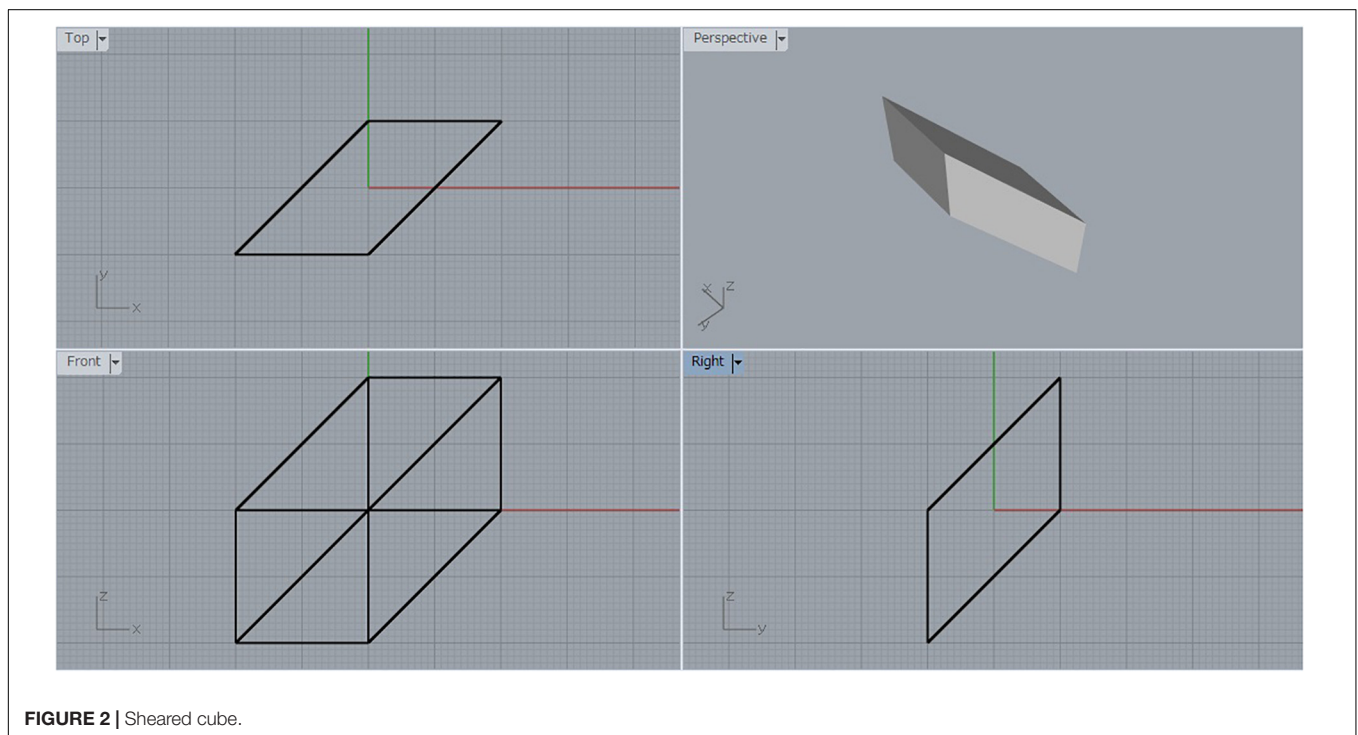 Top
Perspective
y
x
x
z
y
Front
Right
z
x
z
y
FIGURE 2 | Sheared cube.